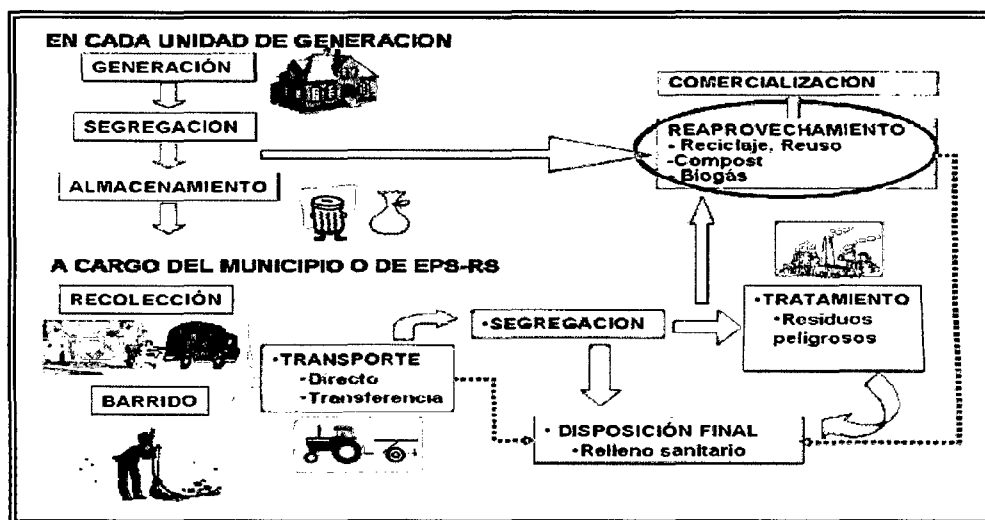 EN CADA UNIDAD DE GENERACION
GENERACIÓN
SEGREGACION
ALMACENAMIENTO
COMERCIALIZACION
REAPROVECHAMIENTO
- Reciclaje, Reuso
-Compost
- Biogás
A CARGO DEL MUNICIPIO O DE EPS-RS
RECOLECCIÓN
BARRIDO
•TRANSPORTE
•Directo
•Transferencia
•SEGREGACION
•TRATAMIENTO
•Residuos
peligrosos
• DISPOSICIÓN FINAL
•Relleno sanitario